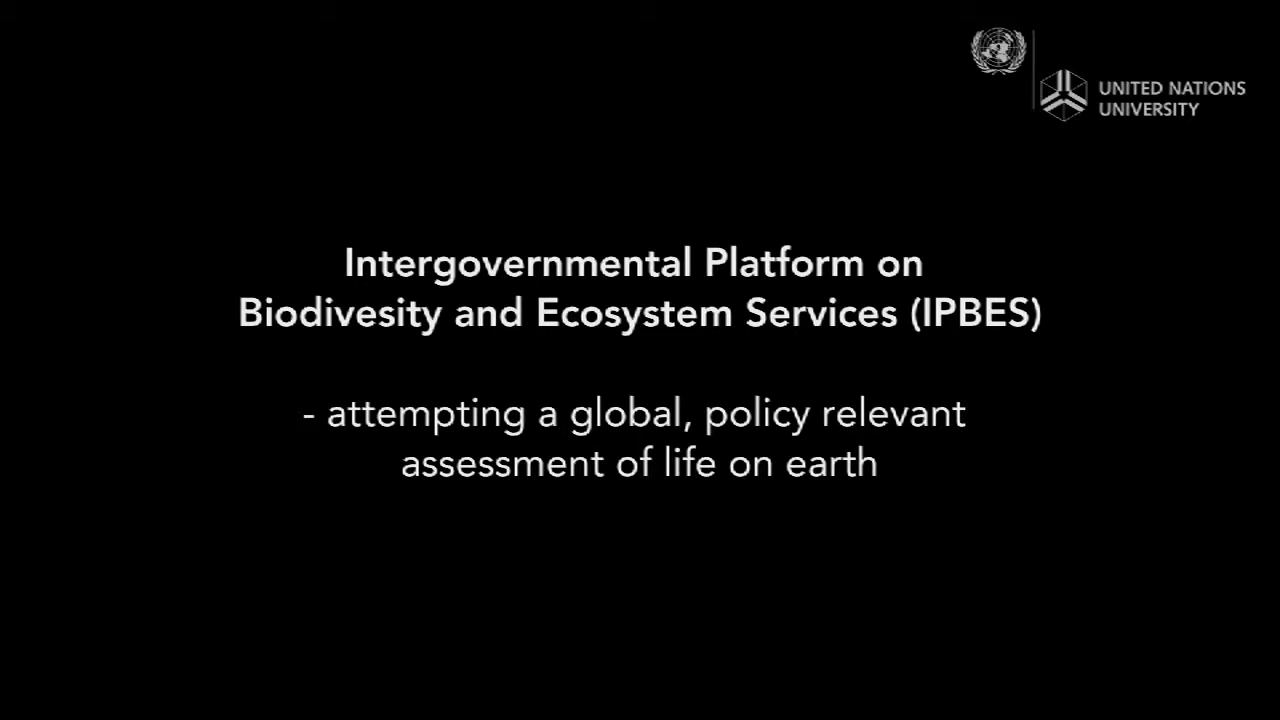 UNITED NATIONS
UNIVERSITY
Intergovernmental Platform on
Biodivesity and Ecosystem Services (IPBES)
- attempting a global, policy relevant
assessment of life on earth